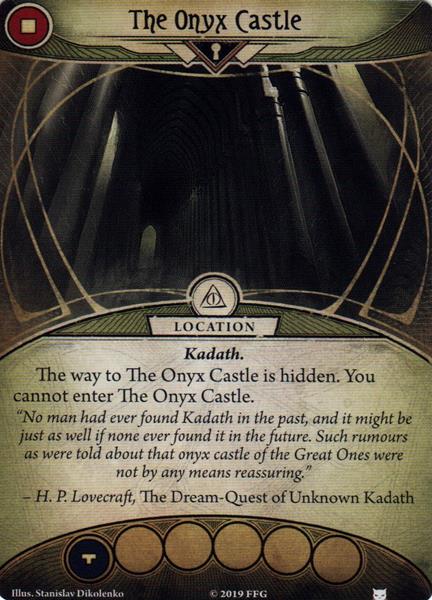 The Onyx Castle
LOCATION
Kadath.
The way to The Onyx Castle is hidden. You
cannot enter The Onyx Castle.
“No man had ever found Kadath in the past, and it might be
just as well if none ever found it in the future. Such rumours
as were told about that onyx castle of the Great Ones were
not by any means reassuring.”
– H. P. Lovecraft, The Dream-Quest of Unknown Kadath
Illus. Stanislav Dikolenko
© 2019 FFG